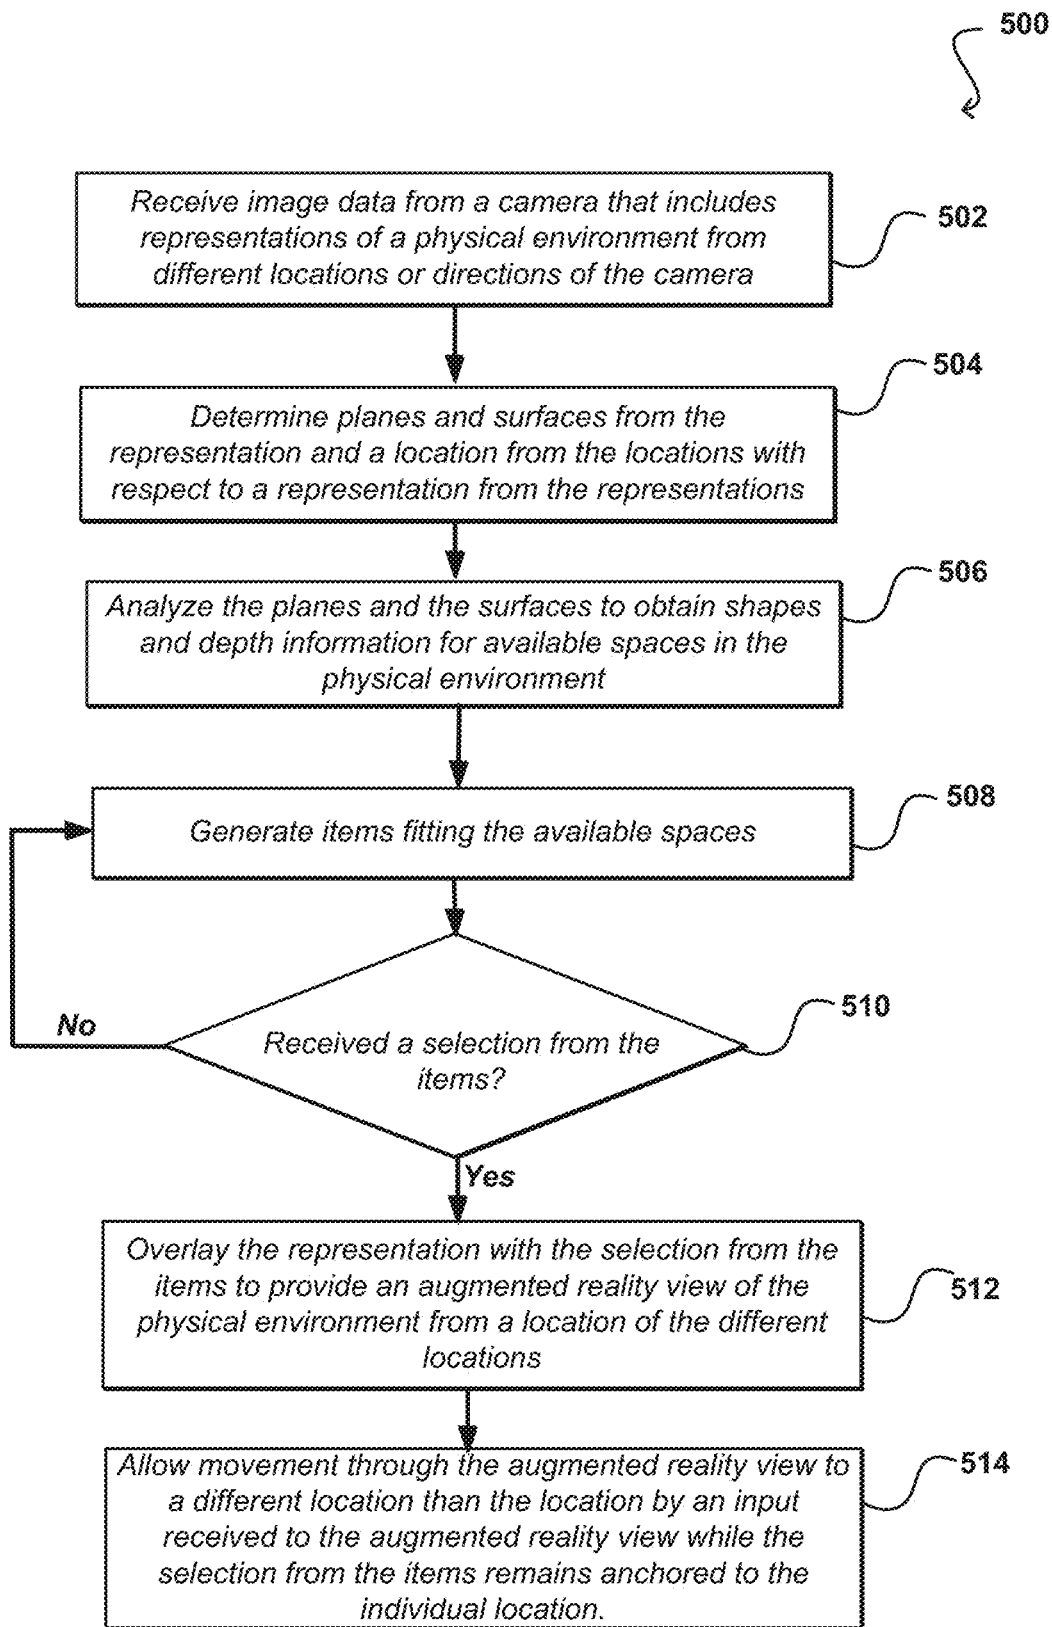 500
Receive image data from a camera that includes
representations of a physical environment from
different locations or directions of the camera
502
Determine planes and surfaces from the
representation and a location from the locations with
respect to a representation from the representations
504
Analyze the planes and the surfaces to obtain shapes
and depth information for available spaces in the
physical environment
506
Generate items fitting the available spaces
508
Received a selection from the
items?
510
No
Yes
Overlay the representation with the selection from the
items to provide an augmented reality view of the
physical environment from a location of the different
locations
512
Allow movement through the augmented reality view to
a different location than the location by an input
received to the augmented reality view while the
selection from the items remains anchored to the
individual location.
514